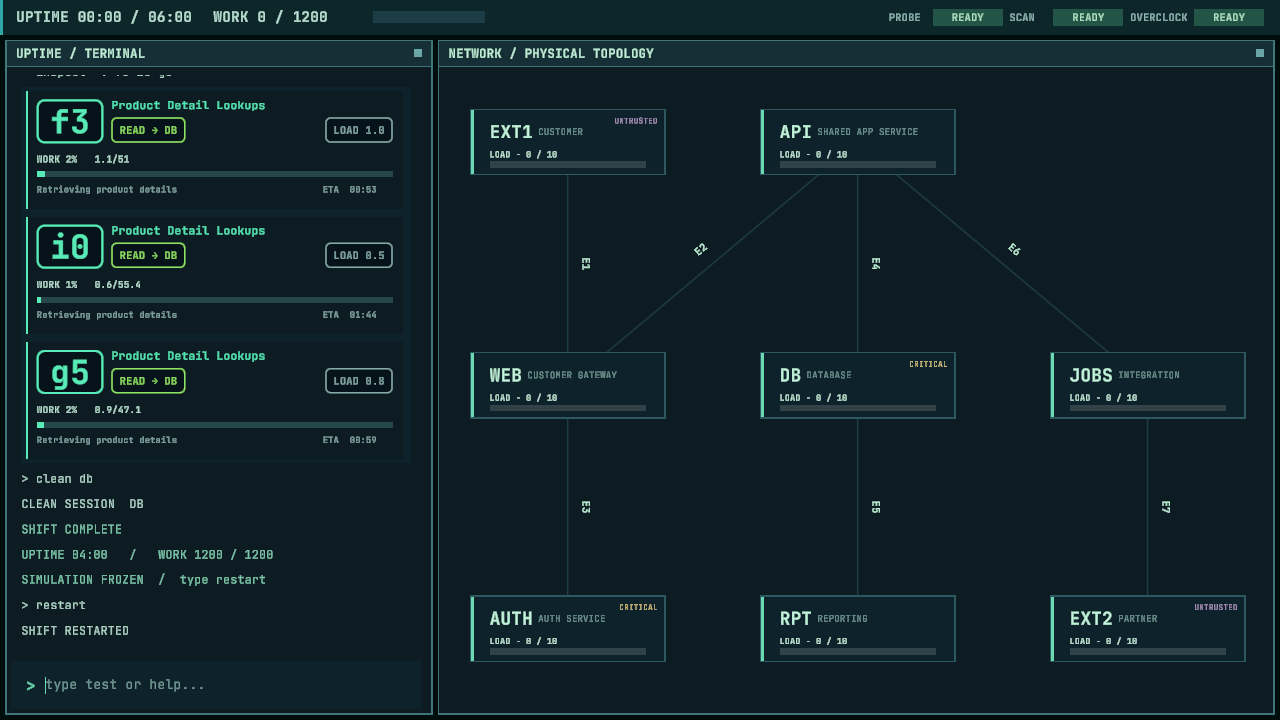 UPTIME 00:00 / 06:00 WORK 0 / 1200
PROBE READY SCAN READY OVERCLOCK READY
UPTIME / TERMINAL
f3 Product Detail Lookups
READ → DB LOAD 1.0
WORK 2% 1.1/51
Retrieving product details ETA 00:53
i0 Product Detail Lookups
READ → DB LOAD 0.5
WORK 1% 0.6/55.4
Retrieving product details ETA 01:44
g5 Product Detail Lookups
READ → DB LOAD 0.8
WORK 2% 0.9/47.1
Retrieving product details ETA 00:59
> clean db
CLEAN SESSION DB
SHIFT COMPLETE
UPTIME 04:00 / WORK 1200 / 1200
SIMULATION FROZEN / type restart
> restart
SHIFT RESTARTED
> type test or help...
NETWORK / PHYSICAL TOPOLOGY
UNTRUSTED
EXT1 CUSTOMER
LOAD - 0 / 10
API SHARED APP SERVICE
LOAD - 0 / 10
E1
E2
E4
E6
WEB CUSTOMER GATEWAY
LOAD - 0 / 10
CRITICAL
DB DATABASE
LOAD - 0 / 10
JOBS INTEGRATION
LOAD - 0 / 10
E3
E5
E7
CRITICAL
AUTH AUTH SERVICE
LOAD - 0 / 10
RPT REPORTING
LOAD - 0 / 10
UNTRUSTED
EXT2 PARTNER
LOAD - 0 / 10